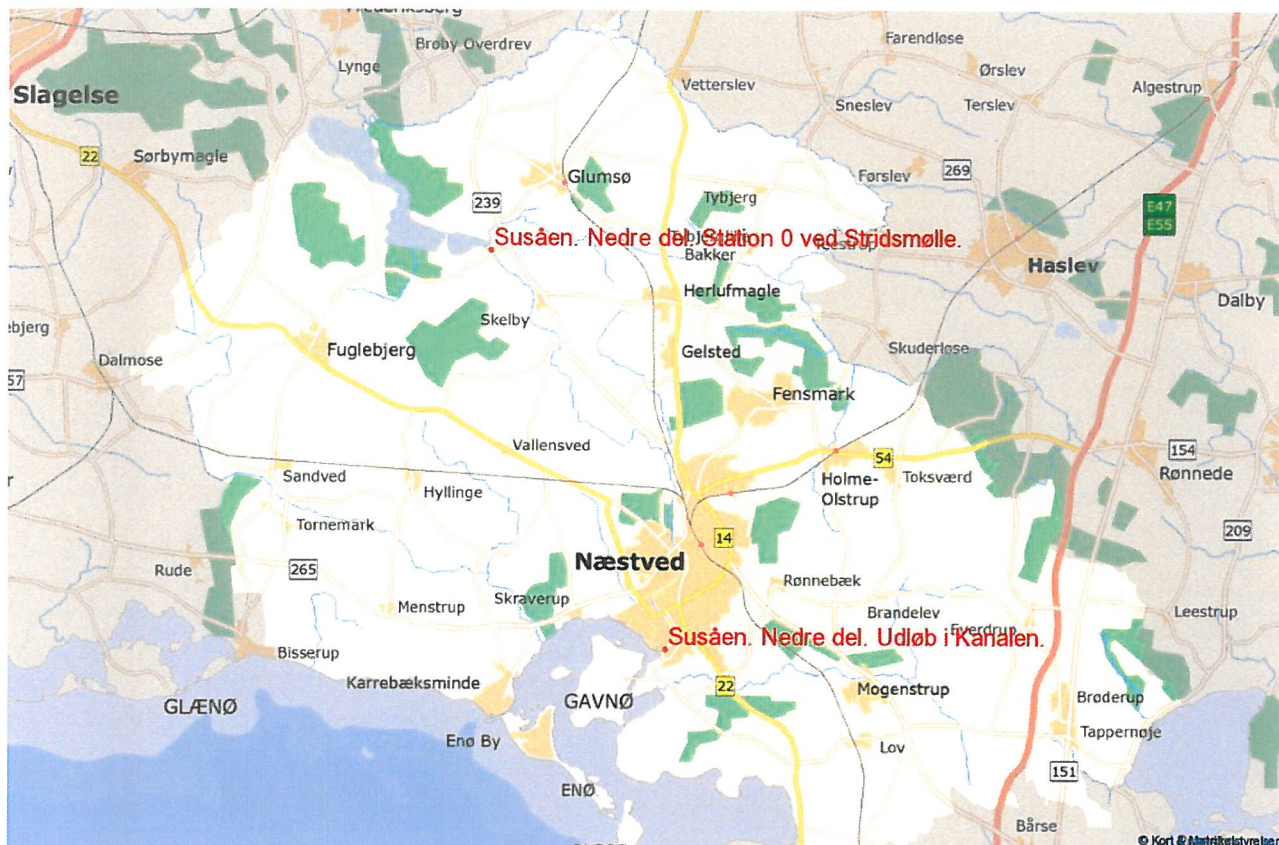 Frederiksberg
Brøby Overdrev
Lynge
Farendløse
Ørslev
Vetterslev
Sneslev
Terslev
Algestrup
Slagelse
22
Sørbymagle
Glumsø
Førslev
269
239
Tybjerg
E47
E55
Susåen. Nedre del. Station 0 ved Stridsmølle.
Bakker
Haslev
Dalby
Herlufmagle
Skelby
ebjerg
Dalmose
Fuglebjerg
Gelsted
Skuderløse
57
Fensmark
Vallensved
54
154
Sandved
Hyllinge
Holme-
Olstrup
Toksværd
Rønnede
Tornemark
14
209
Næstved
Rude
265
Rønnebæk
Menstrup
Skraverup
Brandelev
Everdrup
Leestrup
Susåen. Nedre del. Udløb i Kanalen.
Bisserup
Karrebæksminde
GAVNØ
22
Mogenstrup
Brøderup
GLÆNØ
Enø By
Lov
Tappernøje
ENØ
151
Bårse
© Kort &